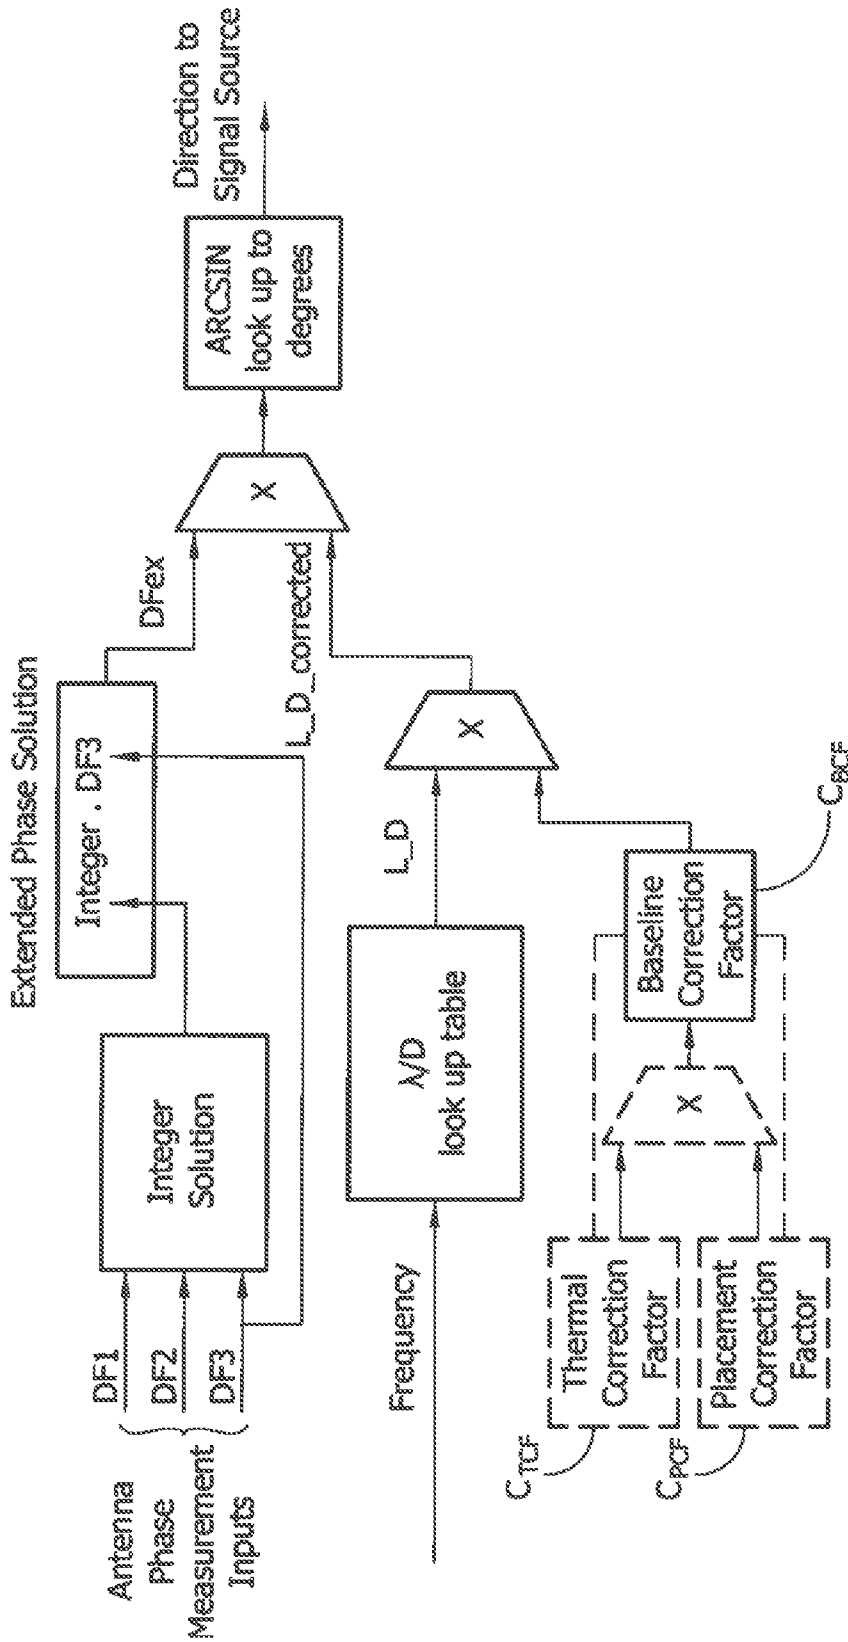 Antenna
Phase
Measurement
Inputs
DF1
DF2
DF3
Integer
Solution
Extended Phase Solution
Integer . DF3
DFex
L_D_corrected
X
ARCSIN
look up to
degrees
Direction to
Signal Source
Frequency
λ/D
look up table
L_D
X
C_TCF
Thermal
Correction
Factor
C_PCF
Placement
Correction
Factor
X
Baseline
Correction
Factor
C_BCF